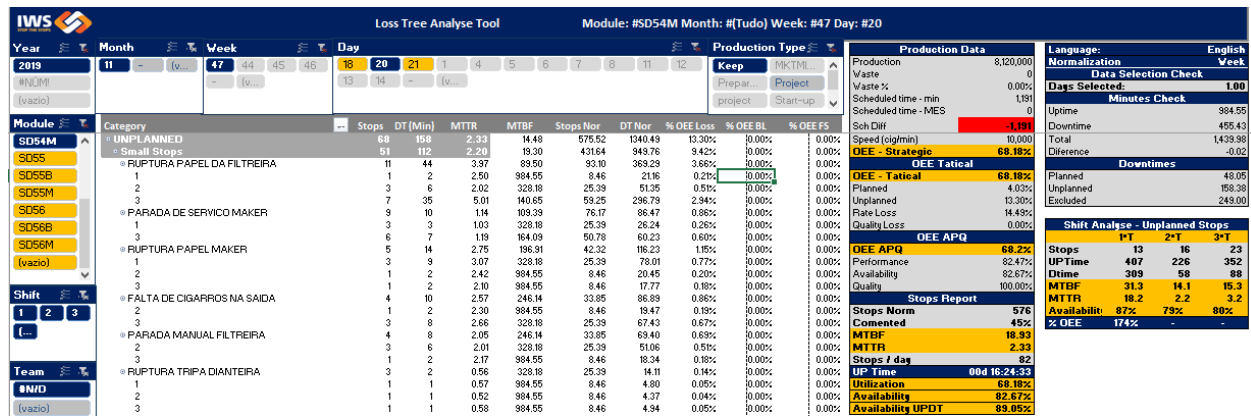 IWS Loss Tree Analyse Tool Module: #SD54M Month: #(Tudo) Week: #47 Day: #20
STOP THE STOPS
Year
2019
#NÚM!
(vazio)
Month
11 - (v...
Week
47 44 45 46
- (v...
Day
18 20 21 1 4 5 6 7 8 11 12
13 14 - (v...
Production Type
Keep MKTMI...
Prepar... Project
project Start-up
Module
SD54M
SD55
SD55B
SD55M
SD56
SD56B
SD56M
(vazio)
Shift
1 2 3
(...
Team
#N/D
(vazio)
Category Stops DT (Min) MTTR MTBF Stops Nor DT Nor % OEE Loss % OEE BL % OEE FS
UNPLANNED 68 158 2.33 14.48 575.52 1340.49 13.30% 0.00% 0.00%
Small Stops 51 112 2.20 19.30 431.64 949.76 9.42% 0.00% 0.00%
RUPTURA PAPEL DA FILTREIRA 11 44 3.97 89.50 93.10 369.29 3.66% 0.00% 0.00%
1 1 2 2.50 984.55 8.46 21.16 0.21% 0.00% 0.00%
2 3 6 2.02 328.18 25.39 51.35 0.51% 0.00% 0.00%
3 7 35 5.01 140.65 59.25 296.79 2.94% 0.00% 0.00%
PARADA DE SERVICO MAKER 9 10 1.14 109.39 76.17 86.47 0.86% 0.00% 0.00%
1 3 3 1.03 328.18 25.39 26.24 0.26% 0.00% 0.00%
3 6 7 1.19 164.09 50.78 60.23 0.60% 0.00% 0.00%
RUPTURA PAPEL MAKER 5 14 2.75 196.91 42.32 116.23 1.15% 0.00% 0.00%
1 3 9 3.07 328.18 25.39 78.01 0.77% 0.00% 0.00%
2 1 2 2.42 984.55 8.46 20.45 0.20% 0.00% 0.00%
3 1 2 2.10 984.55 8.46 17.77 0.18% 0.00% 0.00%
FALTA DE CIGARROS NA SAIDA 4 10 2.57 246.14 33.85 86.89 0.86% 0.00% 0.00%
2 1 2 2.30 984.55 8.46 19.47 0.19% 0.00% 0.00%
3 3 8 2.66 328.18 25.39 67.43 0.67% 0.00% 0.00%
PARADA MANUAL FILTREIRA 4 8 2.05 246.14 33.85 69.40 0.69% 0.00% 0.00%
2 3 6 2.01 328.18 25.39 51.06 0.51% 0.00% 0.00%
3 1 2 2.17 984.55 8.46 18.34 0.18% 0.00% 0.00%
RUPTURA TRIPA DIANTEIRA 3 2 0.56 328.18 25.39 14.11 0.14% 0.00% 0.00%
1 1 1 0.57 984.55 8.46 4.80 0.05% 0.00% 0.00%
2 1 1 0.52 984.55 8.46 4.37 0.04% 0.00% 0.00%
3 1 1 0.58 984.55 8.46 4.94 0.05% 0.00% 0.00%
Production Data
Production 8,120,000
Waste 0
Waste % 0.00%
Scheduled time - min 1,191
Scheduled time - MES 0
Sch Diff -1,191
Speed (cig/min) 10,000
OEE - Strategic 68.18%
OEE Tatical
OEE - Tatical 68.18%
Planned 4.03%
Unplanned 13.30%
Rate Loss 14.49%
Quality Loss 0.00%
OEE APQ
OEE APQ 68.2%
Performance 82.47%
Availability 82.67%
Quality 100.00%
Stops Report
Stops Norm 576
Comented 45%
MTBF 18.93
MTTR 2.33
Stops / day 82
UP Time 00d 16:24:33
Utilization 68.18%
Availability 82.67%
Availability UPDT 89.05%
Language: English
Normalization Week
Data Selection Check
Days Selected: 1.00
Minutes Check
Uptime 984.55
Downtime 455.43
Total 1,439.98
Diference -0.02
Downtimes
Planned 48.05
Unplanned 158.38
Excluded 249.00
Shift Analyse - Unplanned Stops
1ºT 2ºT 3ºT
Stops 13 16 23
UPTime 407 226 352
Dtime 309 58 88
MTBF 31.3 14.1 15.3
MTTR 18.2 2.2 3.2
Availabilit 87% 79% 80%
% OEE 174% - -